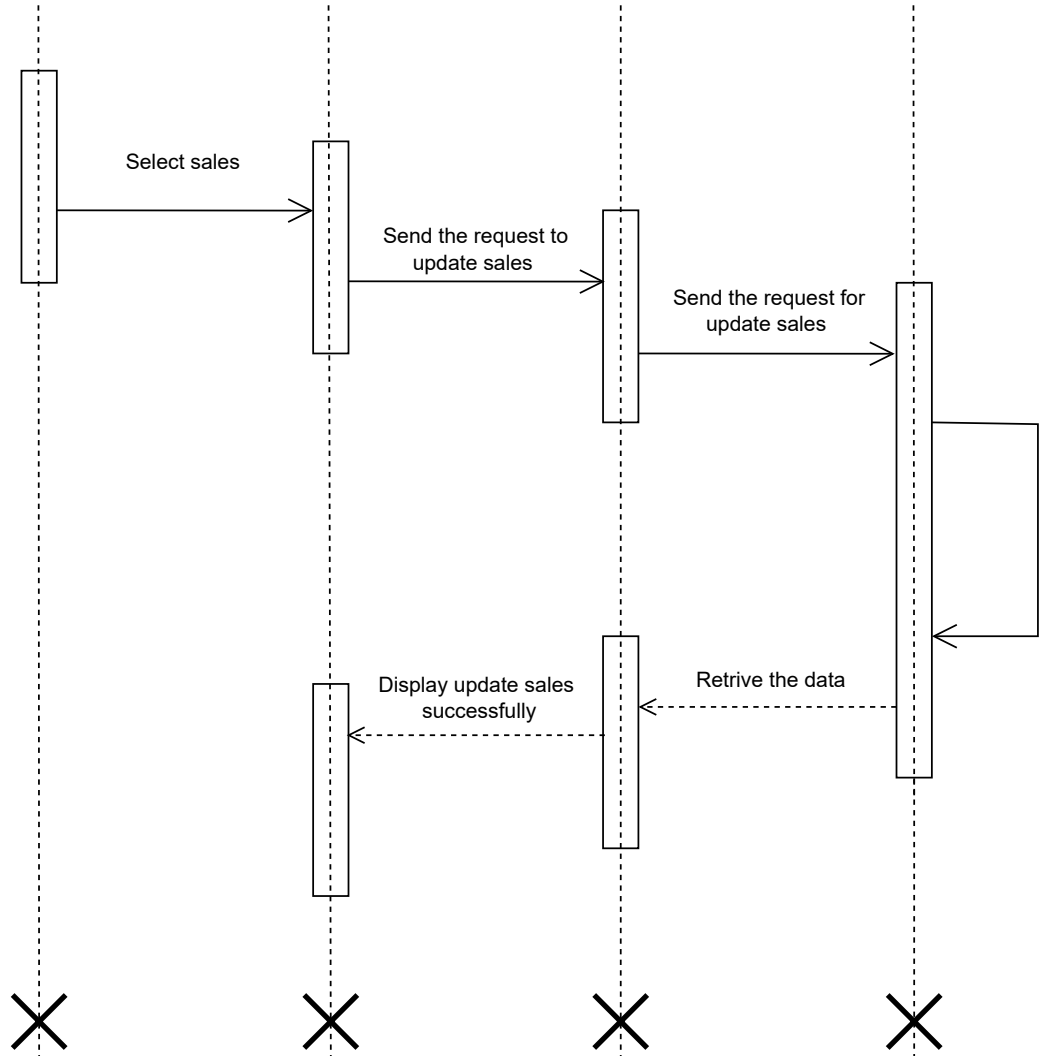 Select sales
Send the request to
update sales
Send the request for
update sales
Retrive the data
Display update sales
successfully